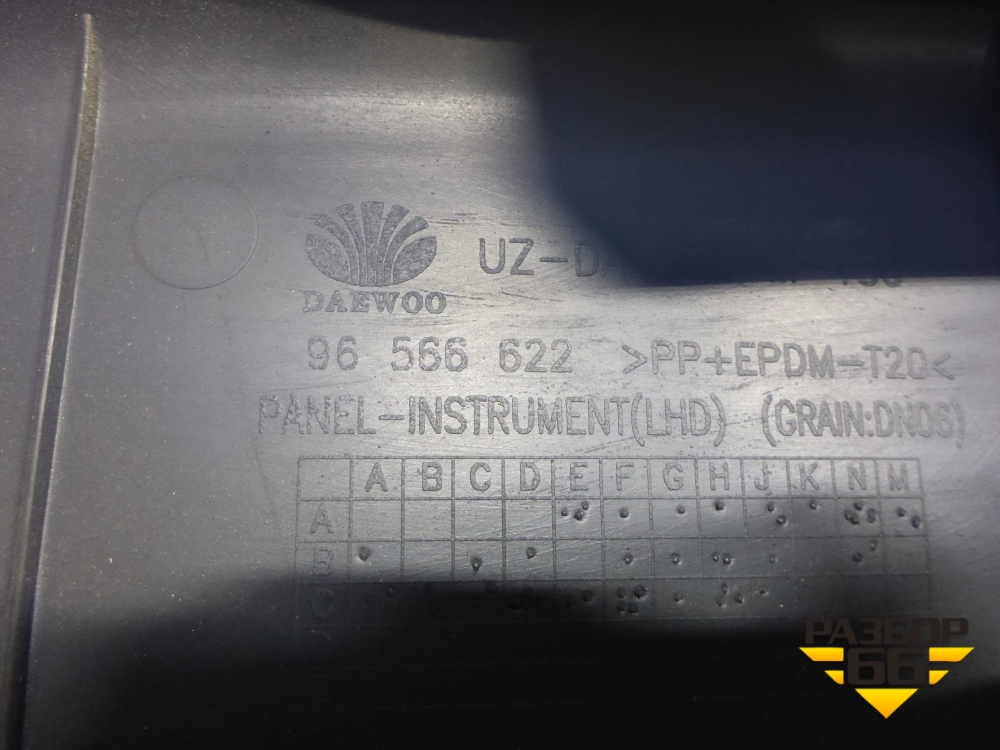 DAEWOO
UZ-D
96 566 622 >PP+EPDM-T20<
PANEL-INSTRUMENT(LHD) (GRAIN:DN06)
A B C D E F G H J K N M
A
B
C
РАЗБОР
66